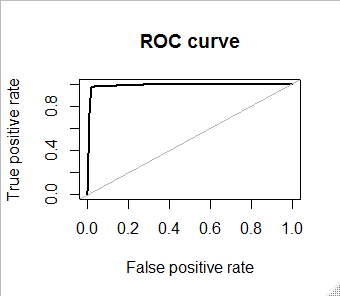 ROC curve
True positive rate
0.0 0.4 0.8
0.0 0.2 0.4 0.6 0.8 1.0
False positive rate